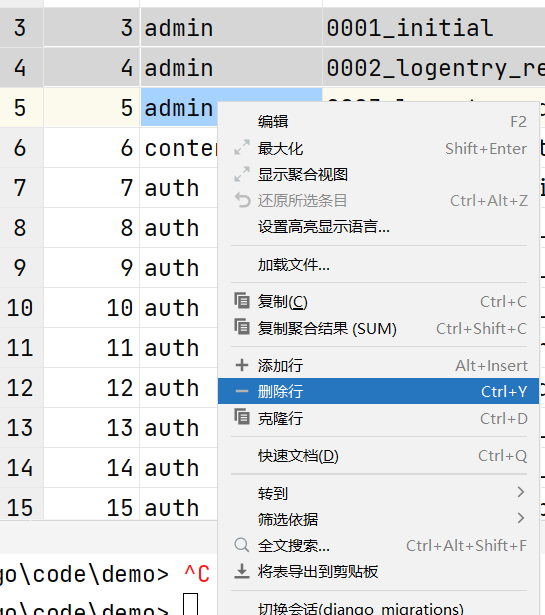 3 3 admin 0001_initial
4 4 admin 0002_logentry_re
5 5 admin
6 6
7 7 auth
8 8 auth
9 9 auth
10 10 auth
11 11 auth
12 12 auth
13 13 auth
14 14 auth
15 15 auth
编辑 F2
最大化 Shift+Enter
显示聚合视图
还原所选条目 Ctrl+Alt+Z
设置高亮显示语言...
加载文件...
复制(C) Ctrl+C
复制聚合结果 (SUM) Ctrl+Shift+C
添加行 Alt+Insert
删除行 Ctrl+Y
克隆行 Ctrl+D
快速文档(D) Ctrl+Q
转到
筛选依据
全文搜索... Ctrl+Alt+Shift+F
将表导出到剪贴板
切换会话(django_migrations)
go\code\demo> ^C
go\code\demo>